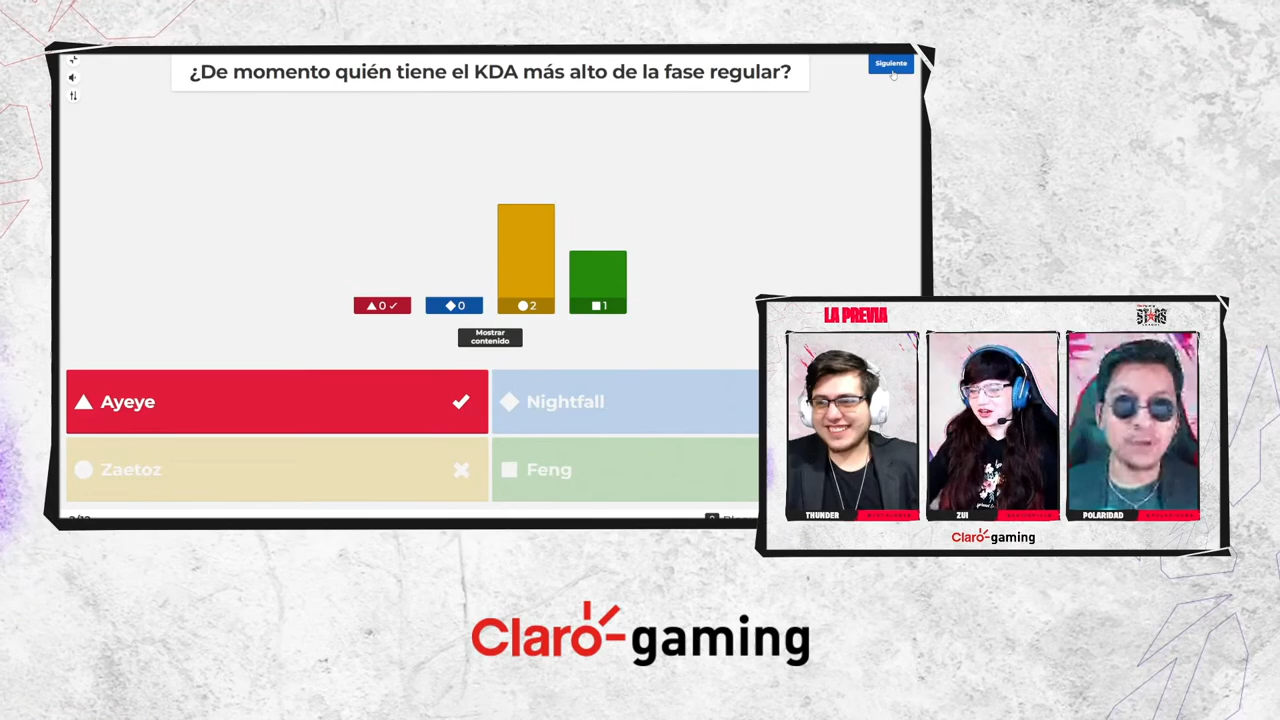 ¿De momento quién tiene el KDA más alto de la fase regular?
Siguiente
0
0
2
1
Mostrar
contenido
Ayeye
Nightfall
Zaetoz
Feng
LA PREVIA
STARS
THUNDER
ZUI
POLARIDAD
Claro gaming
Claro gaming